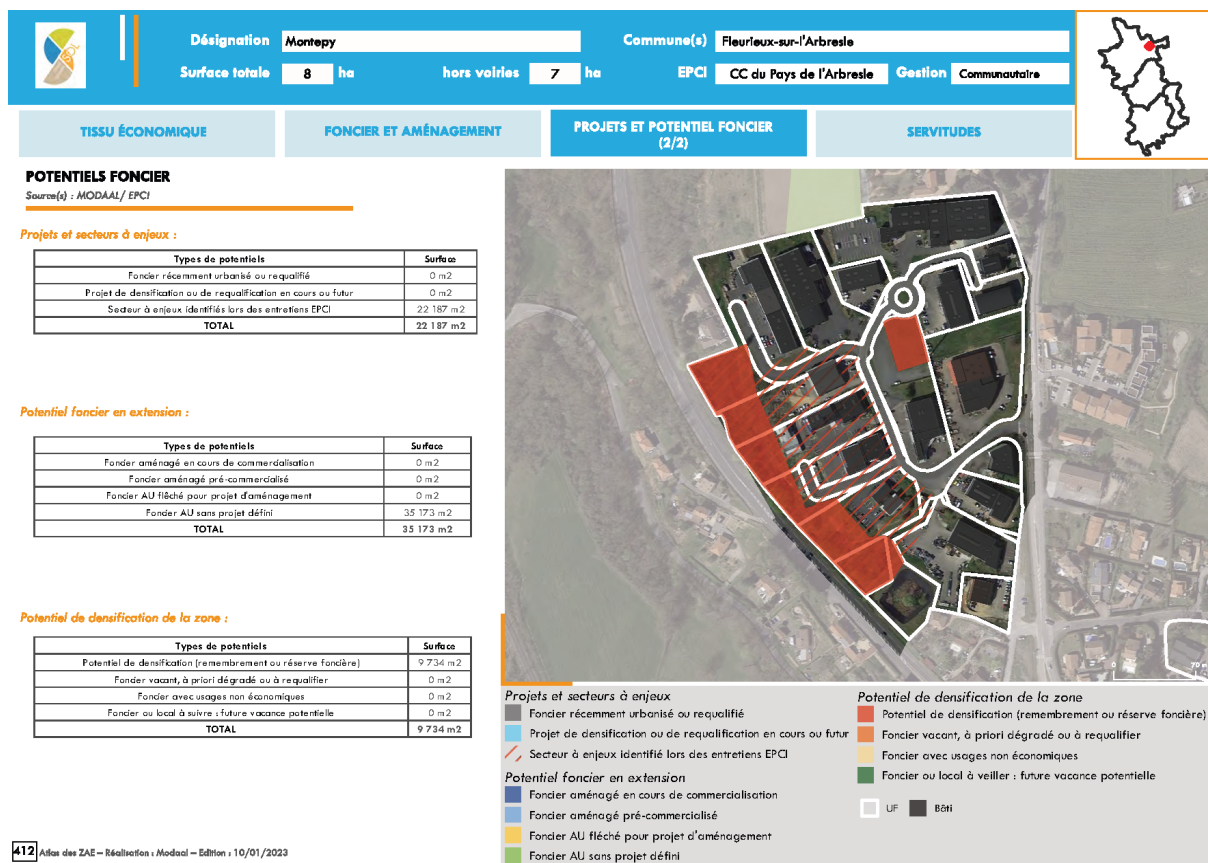 Désignation Montepy Commune(s) Fleurieux-sur-l'Arbresle
Surface totale 8 ha hors voiries 7 ha EPCI CC du Pays de l'Arbresle Gestion Communautaire
TISSU ÉCONOMIQUE
FONCIER ET AMÉNAGEMENT
PROJETS ET POTENTIEL FONCIER
(2/2)
SERVITUDES
POTENTIELS FONCIER
Source(s) : MODAAL/ EPCI
Projets et secteurs à enjeux :
Types de potentiels Surface
Foncier récemment urbanisé ou requalifié 0 m2
Projet de densification ou de requalification en cours ou futur 0 m2
Secteur à enjeux identifiés lors des entretiens EPCI 22 187 m2
TOTAL 22 187 m2
Potentiel foncier en extension :
Types de potentiels Surface
Foncier aménagé en cours de commercialisation 0 m2
Foncier aménagé pré-commercialisé 0 m2
Foncier AU flêché pour projet d'aménagement 0 m2
Foncier AU sans projet défini 35 173 m2
TOTAL 35 173 m2
Potentiel de densification de la zone :
Types de potentiels Surface
Potentiel de densification (remembrement ou réserve foncière) 9 734 m2
Foncier vacant, à priori dégradé ou à requalifier 0 m2
Foncier avec usages non économiques 0 m2
Foncier ou local à suivre : future vacance potentielle 0 m2
TOTAL 9 734 m2
0 70 m
Projets et secteurs à enjeux
Foncier récemment urbanisé ou requalifié
Projet de densification ou de requalification en cours ou futur
Secteur à enjeux identifié lors des entretiens EPCI
Potentiel foncier en extension
Foncier aménagé en cours de commercialisation
Foncier aménagé pré-commercialisé
Foncier AU fléché pour projet d'aménagement
Foncier AU sans projet défini
Potentiel de densification de la zone
Potentiel de densification (remembrement ou réserve foncière)
Foncier vacant, à priori dégradé ou à requalifier
Foncier avec usages non économiques
Foncier ou local à veiller : future vacance potentielle
UF Bâti
412 Atlas des ZAE – Réalisation : Modaal – Edition : 10/01/2023